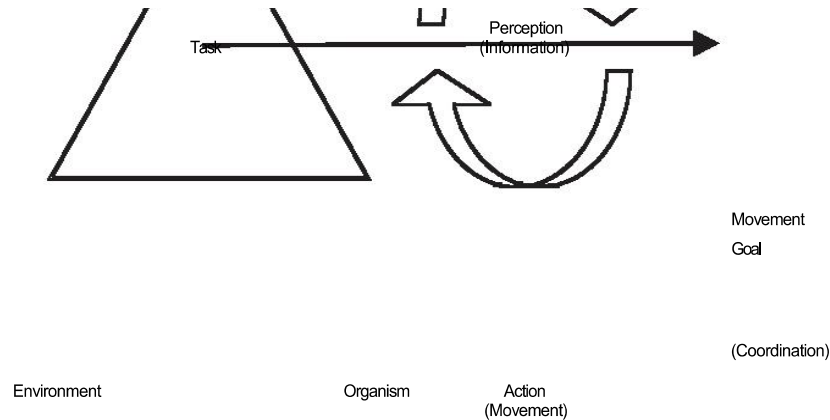 Perception
Task
(Information)
Movement
Goal
(Coordination)
Environment
Organism
Action
(Movement)